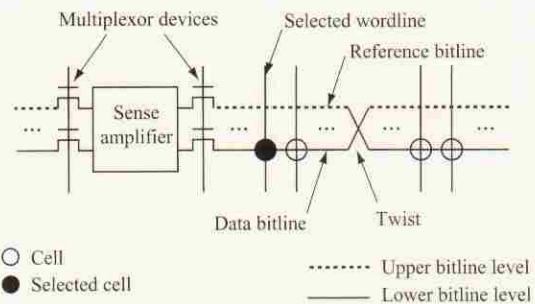 Multiplexor devices
Selected wordline
Reference bitline
Sense
amplifier
...
...
...
...
...
Data bitline
Twist
Cell
Selected cell
Upper bitline level
Lower bitline level